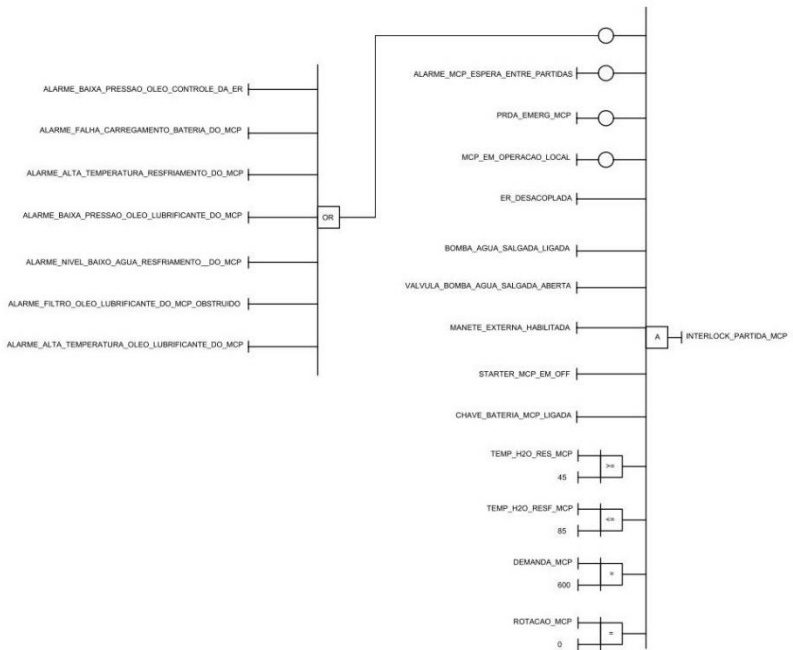 ALARME_BAIXA_PRESSAO_OLEO_CONTROLE_DA_ER
ALARME_FALHA_CARREGAMENTO_BATERIA_DO_MCP
ALARME_ALTA_TEMPERATURA_RESFRIAMENTO_DO_MCP
ALARME_BAIXA_PRESSAO_OLEO_LUBRIFICANTE_DO_MCP
ALARME_NIVEL_BAIXO_AGUA_RESFRIAMENTO__DO_MCP
ALARME_FILTRO_OLEO_LUBRIFICANTE_DO_MCP_OBSTRUIDO
ALARME_ALTA_TEMPERATURA_OLEO_LUBRIFICANTE_DO_MCP
OR
ALARME_MCP_ESPERA_ENTRE_PARTIDAS
PRDA_EMERG_MCP
MCP_EM_OPERACAO_LOCAL
ER_DESACOPLADA
BOMBA_AGUA_SALGADA_LIGADA
VALVULA_BOMBA_AGUA_SALGADA_ABERTA
MANETE_EXTERNA_HABILITADA
STARTER_MCP_EM_OFF
CHAVE_BATERIA_MCP_LIGADA
TEMP_H2O_RES_MCP
>=
45
TEMP_H2O_RESF_MCP
<=
85
DEMANDA_MCP
=
600
ROTACAO_MCP
=
0
A
INTERLOCK_PARTIDA_MCP